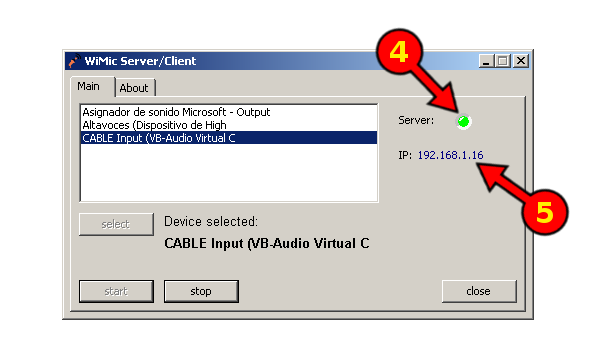 4
WiMic Server/Client
Main About
Asignador de sonido Microsoft - Output
Altavoces (Dispositivo de High
CABLE Input (VB-Audio Virtual C
Server:
IP: 192.168.1.16
5
select
Device selected:
CABLE Input (VB-Audio Virtual C
start stop close